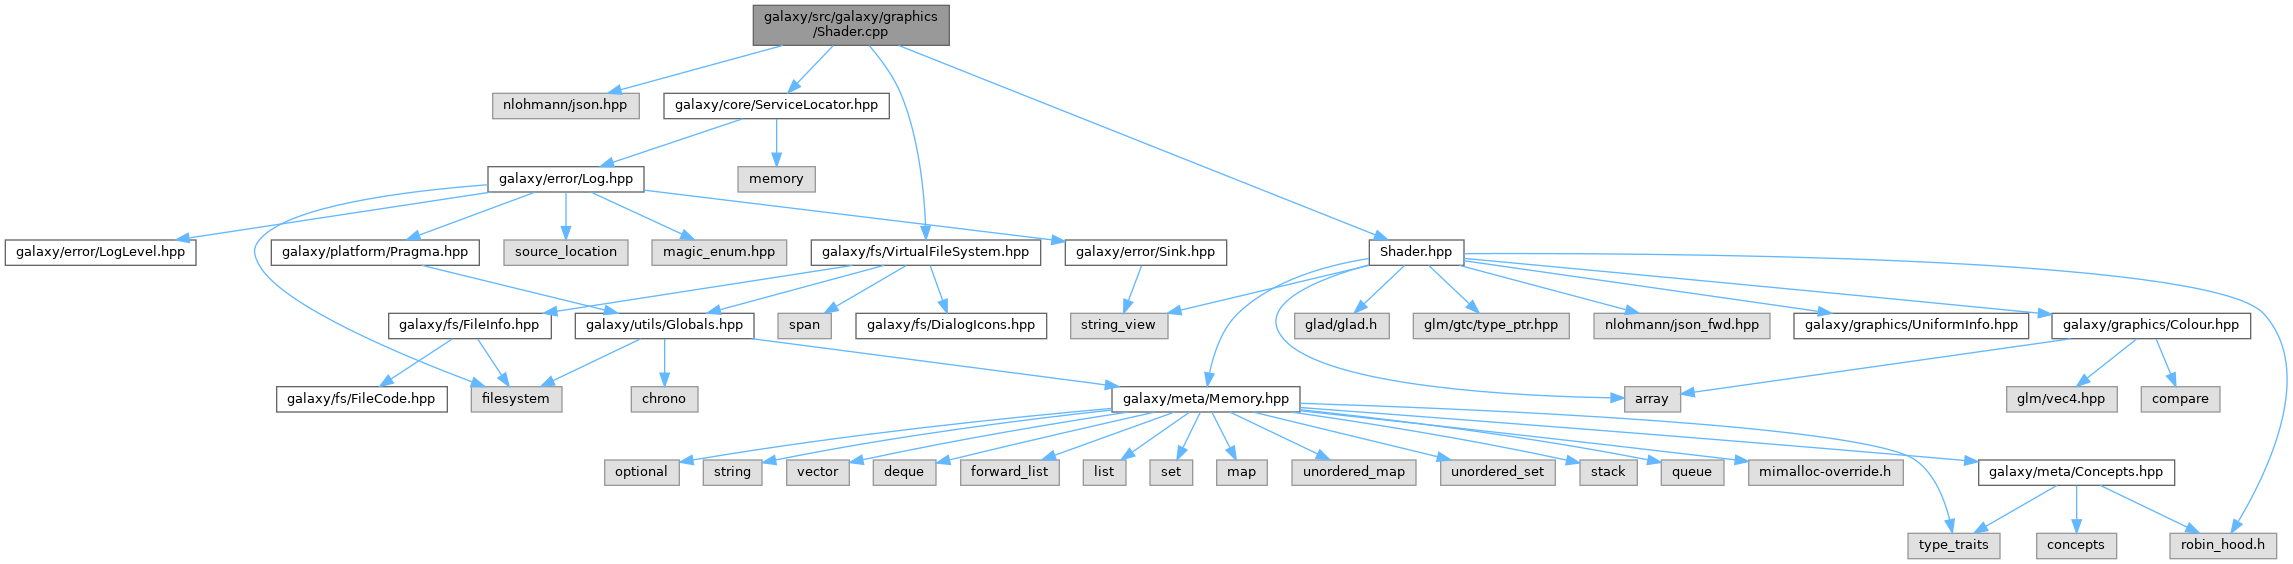 galaxy/src/galaxy/graphics
/Shader.cpp
nlohmann/json.hpp
galaxy/core/ServiceLocator.hpp
galaxy/error/Log.hpp
memory
galaxy/error/LogLevel.hpp
galaxy/platform/Pragma.hpp
source_location
magic_enum.hpp
galaxy/fs/VirtualFileSystem.hpp
galaxy/error/Sink.hpp
Shader.hpp
galaxy/fs/FileInfo.hpp
galaxy/utils/Globals.hpp
span
galaxy/fs/DialogIcons.hpp
string_view
glad/glad.h
glm/gtc/type_ptr.hpp
nlohmann/json_fwd.hpp
galaxy/graphics/UniformInfo.hpp
galaxy/graphics/Colour.hpp
galaxy/fs/FileCode.hpp
filesystem
chrono
galaxy/meta/Memory.hpp
array
glm/vec4.hpp
compare
optional
string
vector
deque
forward_list
list
set
map
unordered_map
unordered_set
stack
queue
mimalloc-override.h
galaxy/meta/Concepts.hpp
type_traits
concepts
robin_hood.h